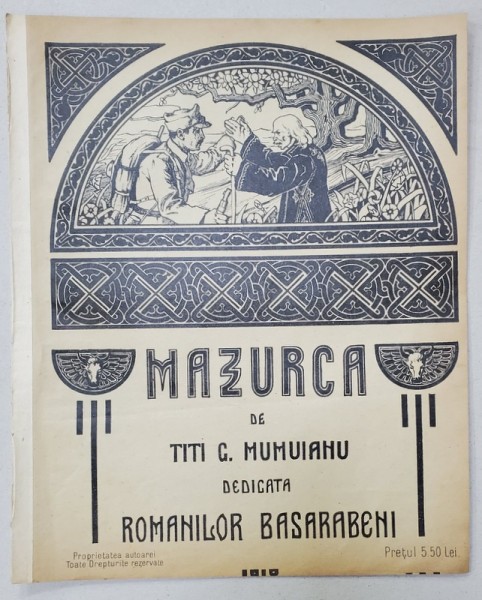 MAZURCA
DE
TITI G. MUMUIANU
DEDICATA
ROMANILOR BASARABENI
Proprietatea autoarei
Toate Drepturile rezervate
Prețul 5.50 Lei.